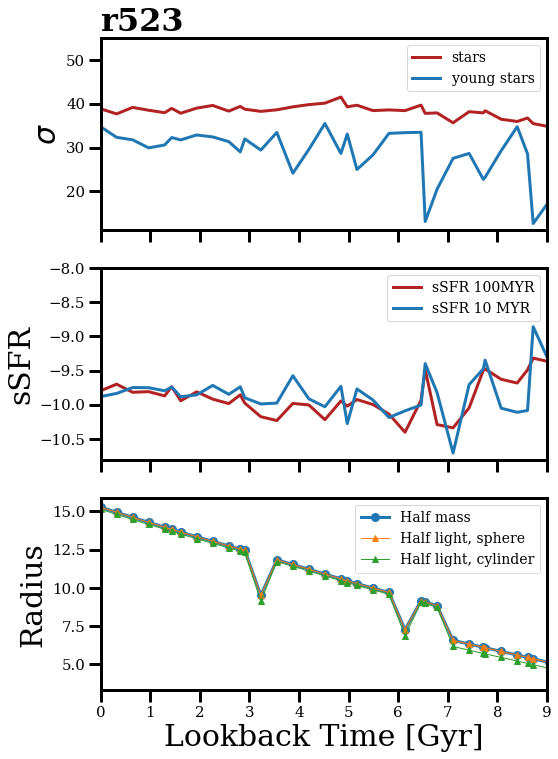 r523
50
40
30
20
σ
stars
young stars
−8.0
−8.5
−9.0
−9.5
−10.0
−10.5
sSFR
sSFR 100MYR
sSFR 10 MYR
15.0
12.5
10.0
7.5
5.0
Radius
Half mass
Half light, sphere
Half light, cylinder
0 1 2 3 4 5 6 7 8 9
Lookback Time [Gyr]